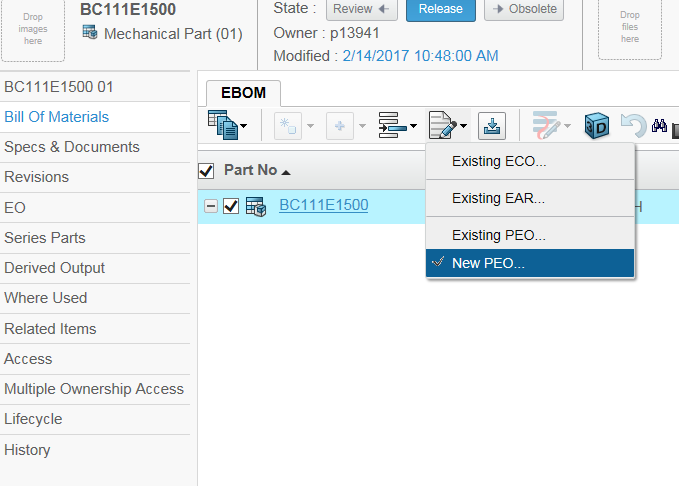 Drop
images
here
BC111E1500
Mechanical Part (01)
State :
Review
Release
Obsolete
Owner : p13941
Modified : 2/14/2017 10:48:00 AM
Drop
files
here
BC111E1500 01
Bill Of Materials
Specs & Documents
Revisions
EO
Series Parts
Derived Output
Where Used
Related Items
Access
Multiple Ownership Access
Lifecycle
History
EBOM
3D
Part No
BC111E1500
Existing ECO...
Existing EAR...
Existing PEO...
New PEO...